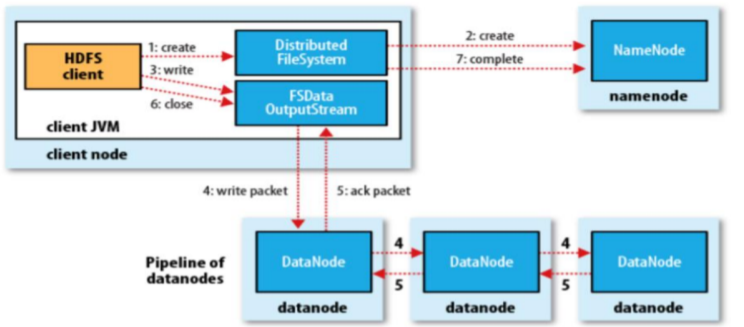 HDFS
client
1: create
3: write
6: close
Distributed
FileSystem
FSData
OutputStream
client JVM
client node
2: create
7: complete
NameNode
namenode
4: write packet
5: ack packet
Pipeline of
datanodes
DataNode
datanode
4
5
DataNode
datanode
4
5
DataNode
datanode